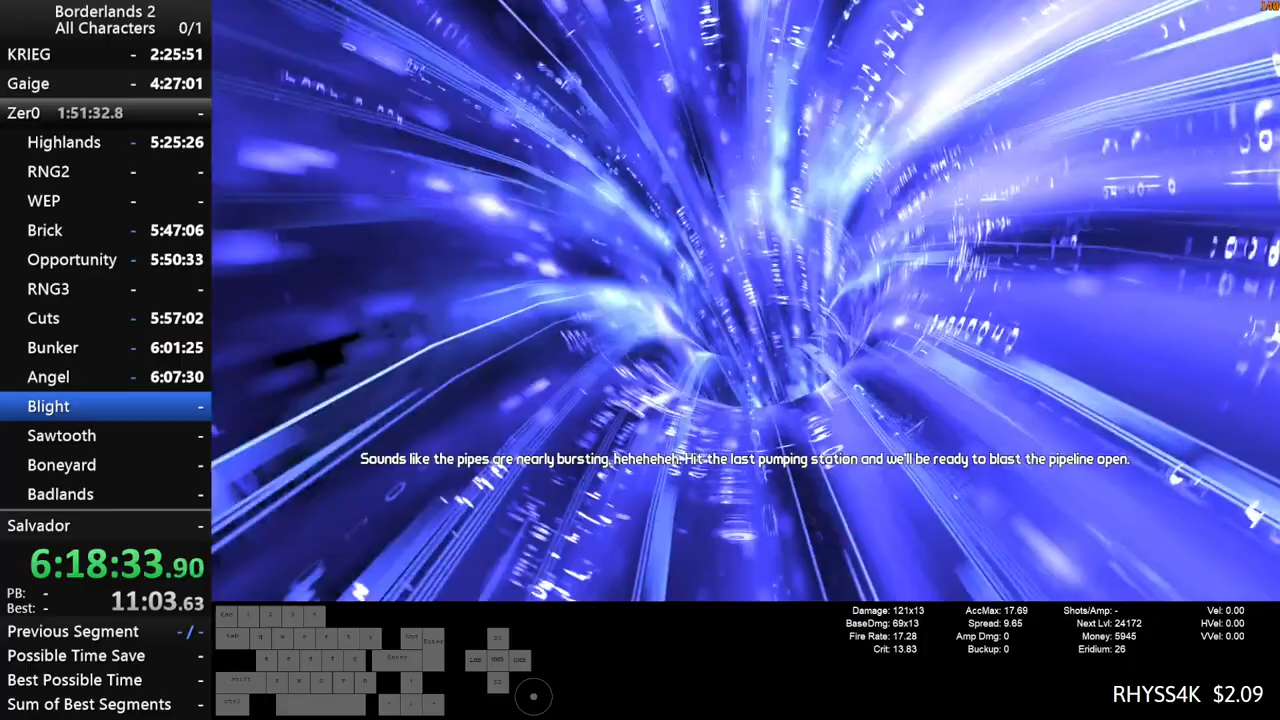 Borderlands 2
All Characters 0/1
KRIEG - 2:25:51
Gaige - 4:27:01
Zer0 1:51:32.8 -
Highlands - 5:25:26
RNG2 - -
WEP - -
Brick - 5:47:06
Opportunity - 5:50:33
RNG3 - -
Cuts - 5:57:02
Bunker - 6:01:25
Angel - 6:07:30
Blight -
Sawtooth -
Boneyard -
Badlands -
Salvador -
6:18:33.90
PB: -
Best: - 11:03.63
Previous Segment - / -
Possible Time Save -
Best Possible Time -
Sum of Best Segments -
Sounds like the pipes are nearly bursting, heheheheh. Hit the last pumping station and we'll be ready to blast the pipeline open.
Damage: 121x13 AccMax: 17.69 Shots/Amp: - Vel: 0.00
BaseDmg: 69x13 Spread: 9.65 Next Lvl: 24172 HVel: 0.00
Fire Rate: 17.28 Amp Dmg: 0 Money: 5945 VVel: 0.00
Crit: 13.83 Buckup: 0 Eridium: 26
RHYSS4K $2.09